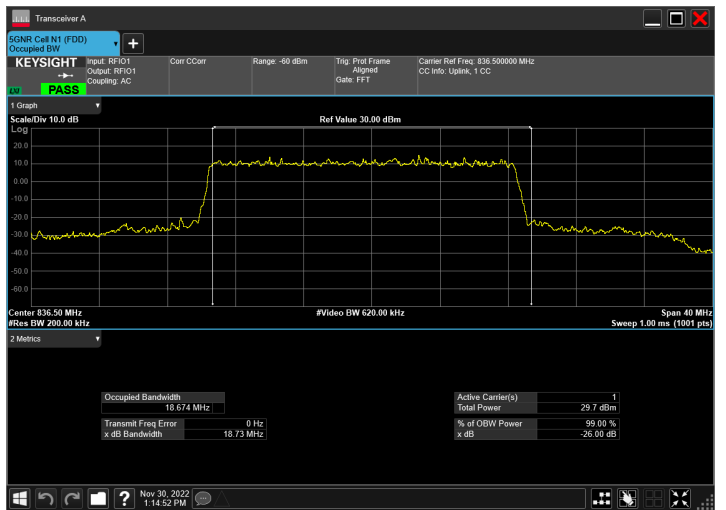 Transceiver A
5GNR Cell N1 (FDD)
Occupied BW
KEYSIGHT
Input: RFIO1
Output: RFIO1
Coupling: AC
Corr CCorr
Range: -60 dBm
Trig: Prot Frame
Aligned
Gate: FFT
Carrier Ref Freq: 836.500000 MHz
CC Info: Uplink, 1 CC
LXI
PASS
1 Graph
Scale/Div 10.0 dB
Ref Value 30.00 dBm
Log
20.0
10.0
0.00
-10.0
-20.0
-30.0
-40.0
-50.0
-60.0
Center 836.50 MHz
#Video BW 620.00 kHz
Span 40 MHz
#Res BW 200.00 kHz
Sweep 1.00 ms (1001 pts)
2 Metrics
Occupied Bandwidth
18.674 MHz
Transmit Freq Error 0 Hz
x dB Bandwidth 18.73 MHz
Active Carrier(s) 1
Total Power 29.7 dBm
% of OBW Power 99.00 %
x dB -26.00 dB
Nov 30, 2022
1:14:52 PM